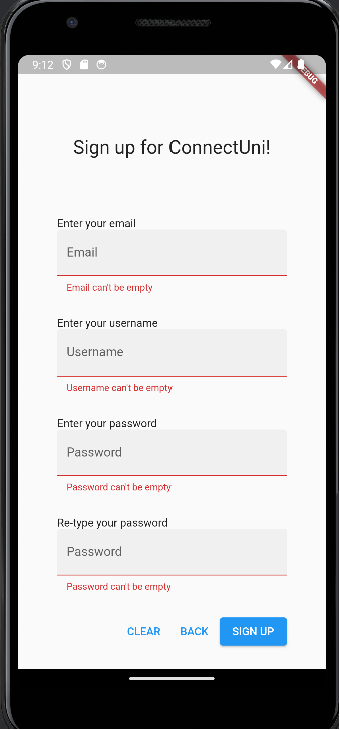 9:12
Sign up for ConnectUni!
Enter your email
Email
Email can't be empty
Enter your username
Username
Username can't be empty
Enter your password
Password
Password can't be empty
Re-type your password
Password
Password can't be empty
CLEAR BACK SIGN UP